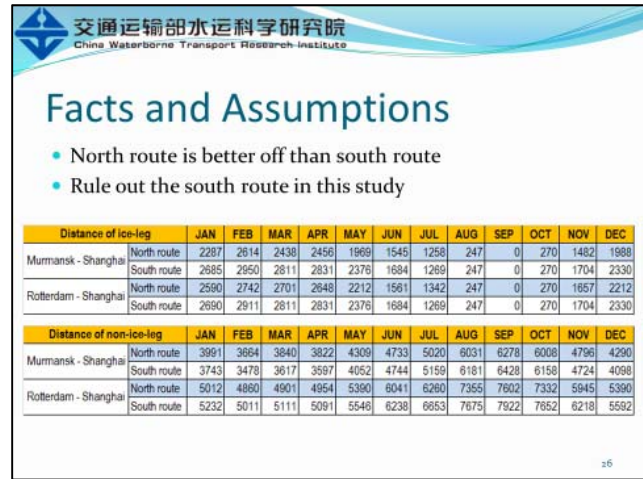 交通运输部水运科学研究院
China Waterborne Transport Research Institute
Facts and Assumptions
• North route is better off than south route
• Rule out the south route in this study
Distance of ice-leg JAN FEB MAR APR MAY JUN JUL AUG SEP OCT NOV DEC
Murmansk - Shanghai North route 2287 2614 2438 2456 1969 1545 1258 247 0 270 1482 1988
South route 2685 2950 2811 2831 2376 1684 1269 247 0 270 1704 2330
Rotterdam - Shanghai North route 2590 2742 2701 2648 2212 1561 1342 247 0 270 1657 2212
South route 2690 2911 2811 2831 2376 1684 1269 247 0 270 1704 2330
Distance of non-ice-leg JAN FEB MAR APR MAY JUN JUL AUG SEP OCT NOV DEC
Murmansk - Shanghai North route 3991 3664 3840 3822 4309 4733 5020 6031 6278 6008 4796 4290
South route 3743 3478 3617 3597 4052 4744 5159 6181 6428 6158 4724 4098
Rotterdam - Shanghai North route 5012 4860 4901 4954 5390 6041 6260 7355 7602 7332 5945 5390
South route 5232 5011 5111 5091 5546 6238 6653 7675 7922 7652 6218 5592
26